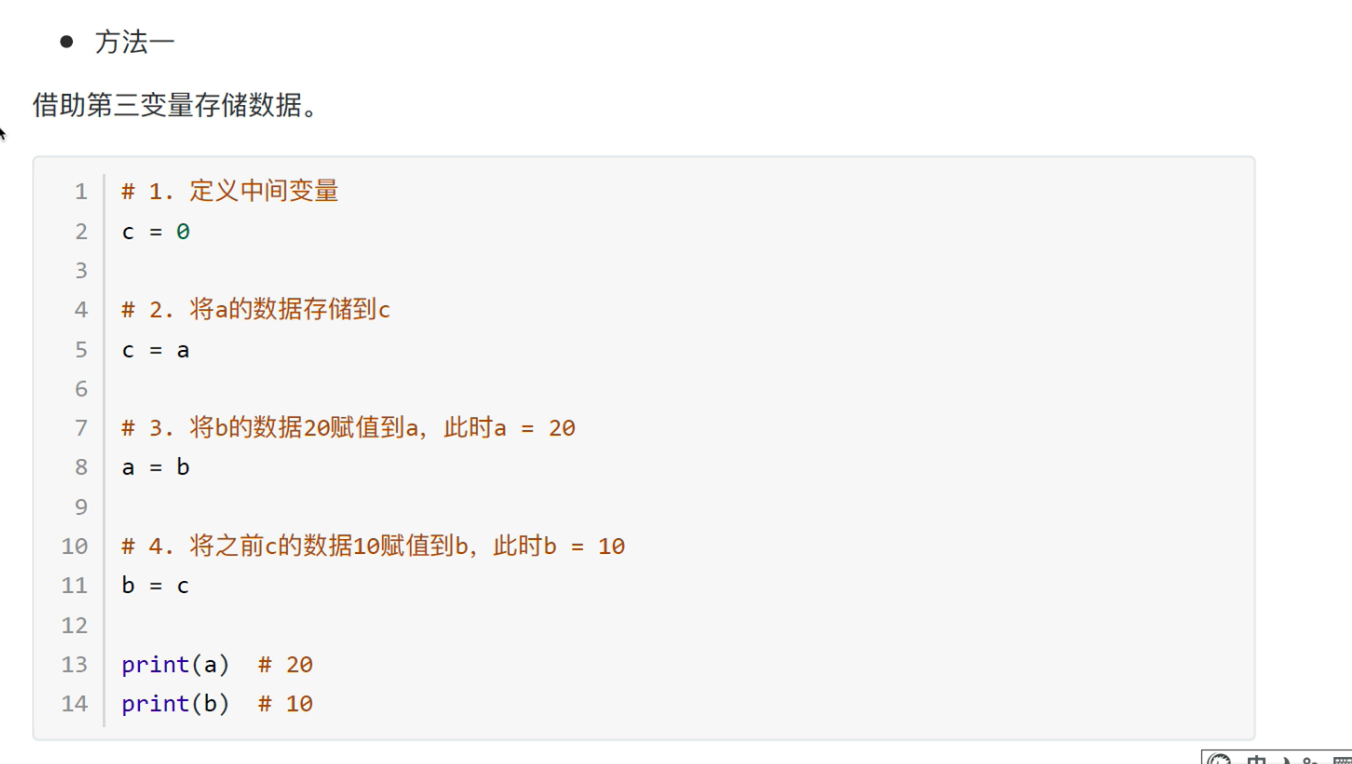 方法一
借助第三变量存储数据。
1 # 1. 定义中间变量
2 c = 0
3
4 # 2. 将a的数据存储到c
5 c = a
6
7 # 3. 将b的数据20赋值到a，此时a = 20
8 a = b
9
10 # 4. 将之前c的数据10赋值到b，此时b = 10
11 b = c
12
13 print(a)  # 20
14 print(b)  # 10